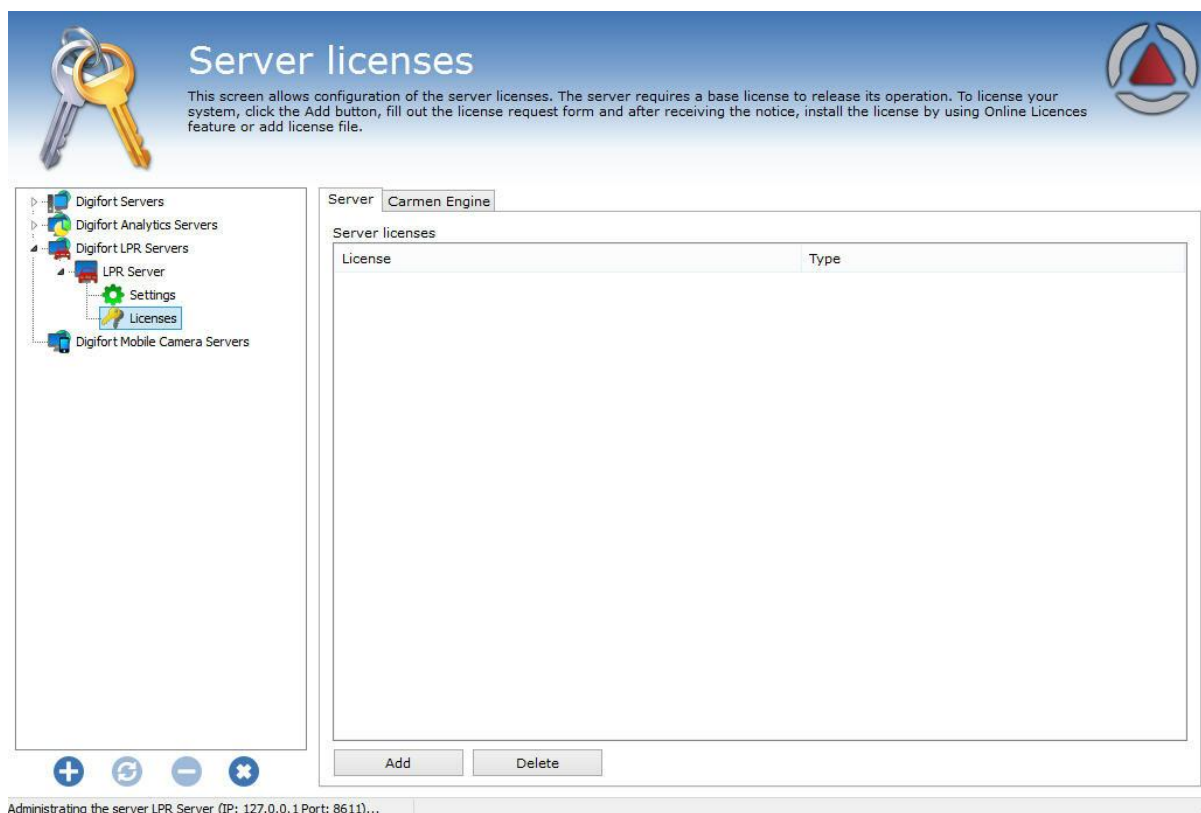 Server licenses
This screen allows configuration of the server licenses. The server requires a base license to release its operation. To license your
system, click the Add button, fill out the license request form and after receiving the notice, install the license by using Online Licences
feature or add license file.
Digifort Servers
Digifort Analytics Servers
Digifort LPR Servers
LPR Server
Settings
Licenses
Digifort Mobile Camera Servers
Server
Carmen Engine
Server licenses
License
Type
Add
Delete
Administrating the server LPR Server (IP: 127.0.0.1 Port: 8611)...